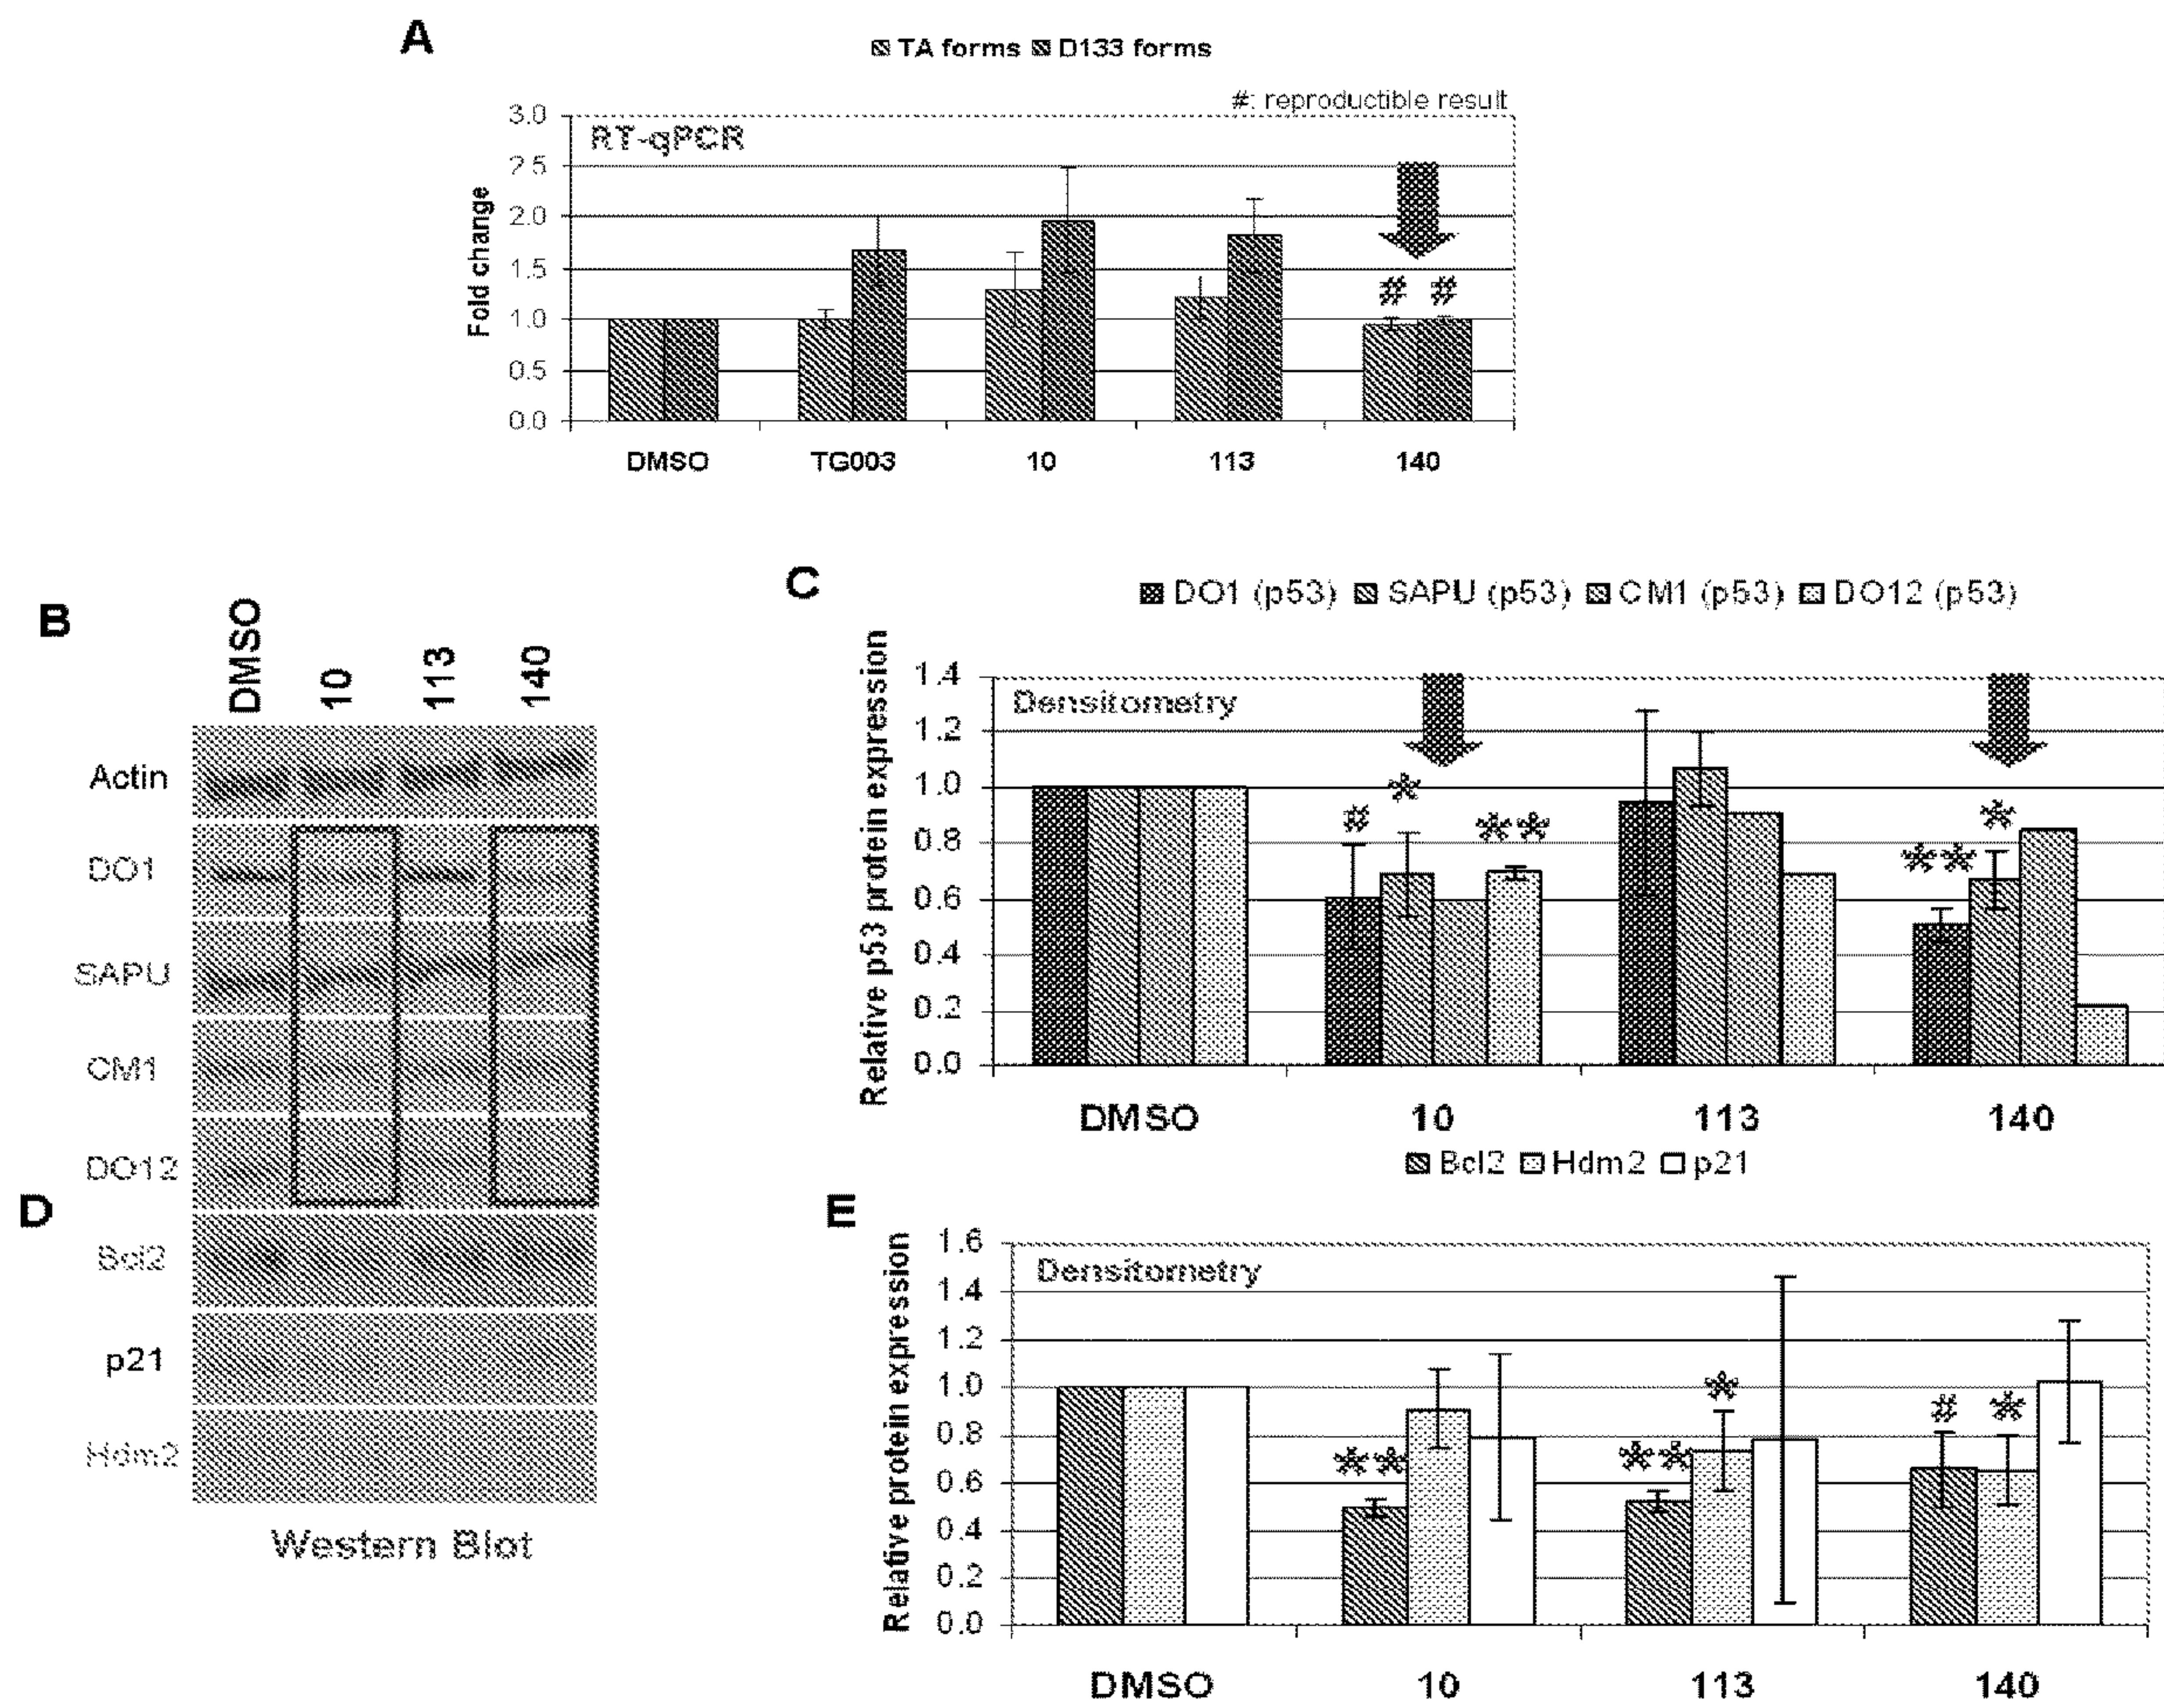 A
TA forms D133 forms
#: reproductible result
RT-qPCR
Fold change
3.0
2.5
2.0
1.5
1.0
0.5
0.0
# #
DMSO TG003 10 113 140
B
DMSO 10 113 140
Actin
DO1
SAPU
CM1
DO12
D
Bcl2
p21
Hdm2
Western Blot
C
DO1 (p53) SAPU (p53) CM1 (p53) DO12 (p53)
Densitometry
Relative p53 protein expression
1.4
1.2
1.0
0.8
0.6
0.4
0.2
0.0
# * ** ** *
DMSO 10 113 140
E
Bcl2 Hdm2 p21
Densitometry
Relative protein expression
1.6
1.4
1.2
1.0
0.8
0.6
0.4
0.2
0.0
** ** * # *
DMSO 10 113 140